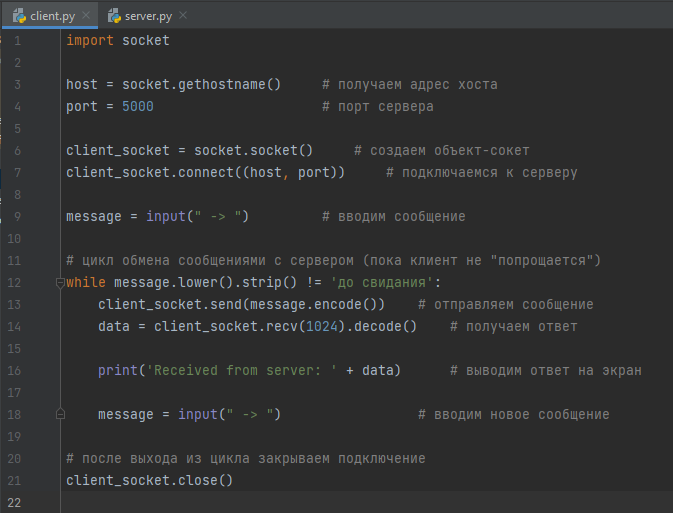 client.py server.py
1 import socket
2
3 host = socket.gethostname() # получаем адрес хоста
4 port = 5000 # порт сервера
5
6 client_socket = socket.socket() # создаем объект-сокет
7 client_socket.connect((host, port)) # подключаемся к серверу
8
9 message = input(" -> ") # вводим сообщение
10
11 # цикл обмена сообщениями с сервером (пока клиент не "попрощается")
12 while message.lower().strip() != 'до свидания':
13 client_socket.send(message.encode()) # отправляем сообщение
14 data = client_socket.recv(1024).decode() # получаем ответ
15
16 print('Received from server: ' + data) # выводим ответ на экран
17
18 message = input(" -> ") # вводим новое сообщение
19
20 # после выхода из цикла закрываем подключение
21 client_socket.close()
22